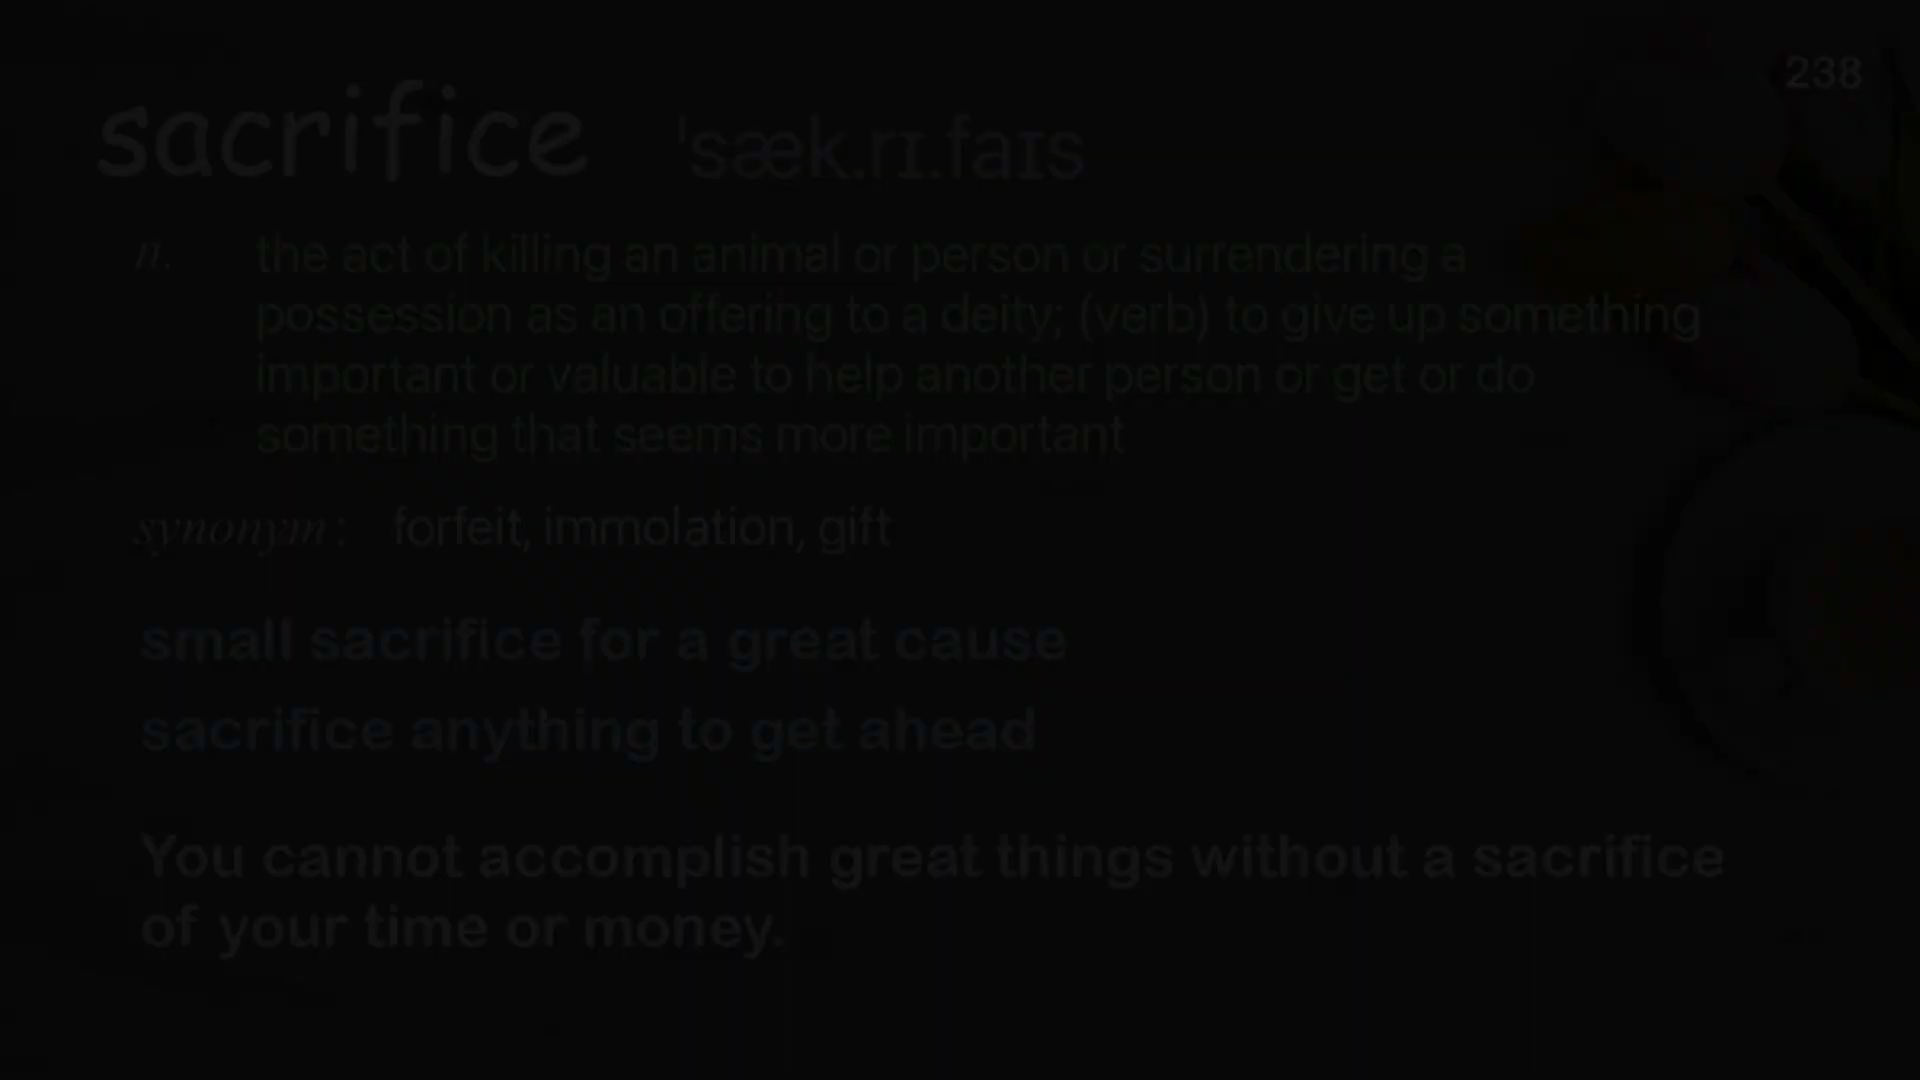 238
sacrifice ˈsæk.rɪ.faɪs
n. the act of killing an animal or person or surrendering a
possession as an offering to a deity; (verb) to give up something
important or valuable to help another person or get or do
something that seems more important
synonym: forfeit, immolation, gift
small sacrifice for a great cause
sacrifice anything to get ahead
You cannot accomplish great things without a sacrifice
of your time or money.